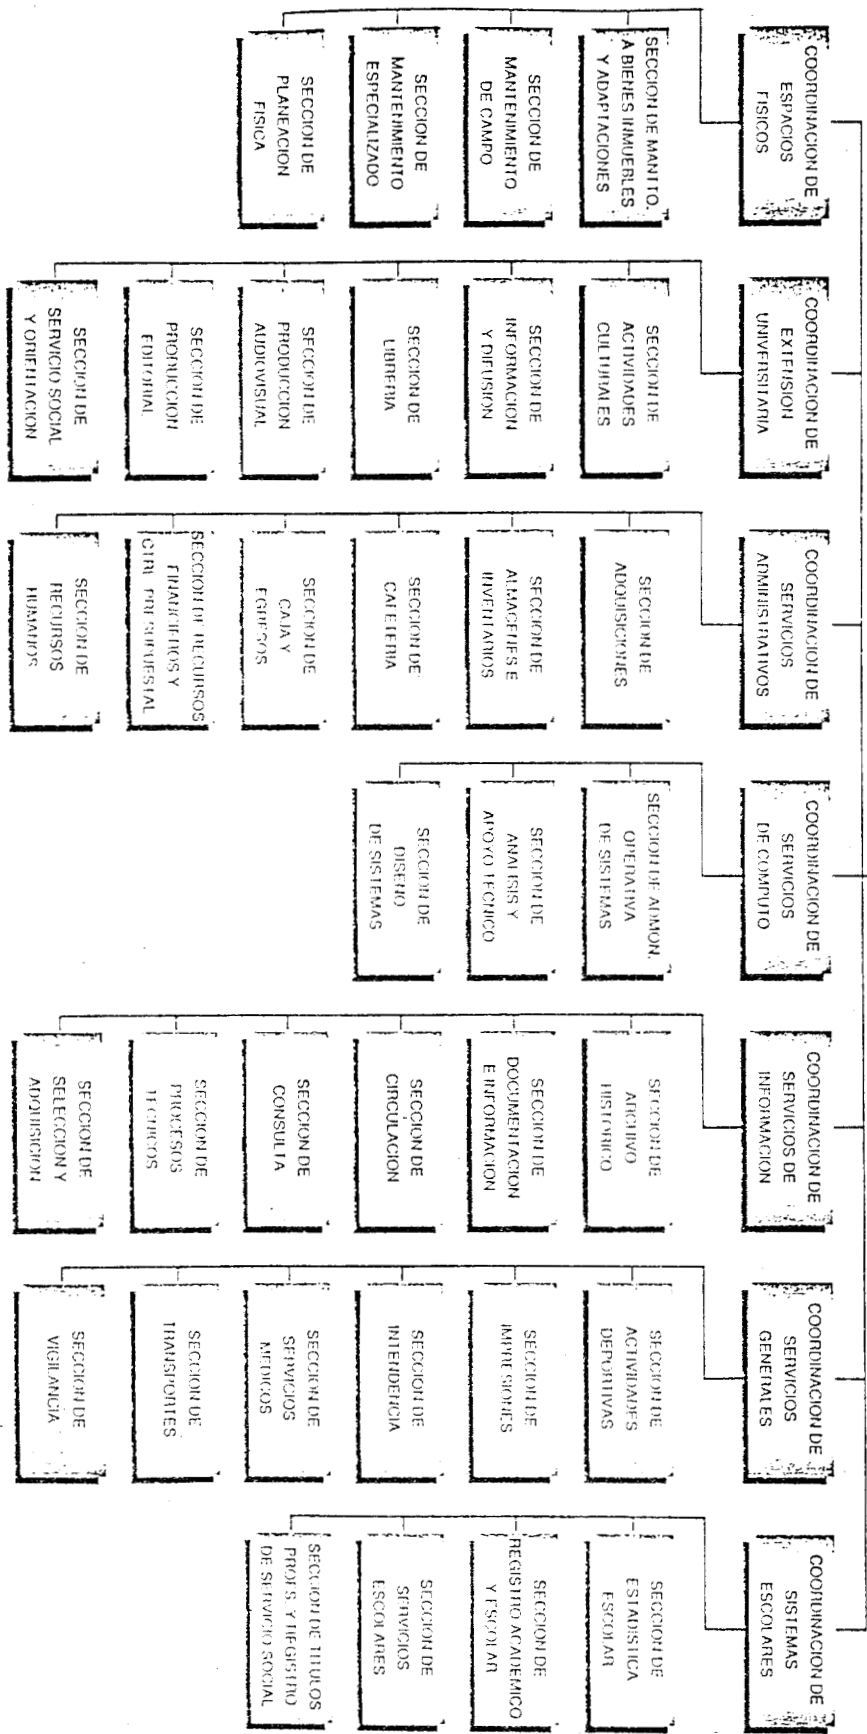 COORDINACION DE
ESPACIOS
FISICOS
SECCION DE MANTTO.
A BIENES INMUEBLES
Y ADAPTACIONES
SECCION DE
MANTENIMIENTO
DE CAMPO
SECCION DE
MANTENIMIENTO
ESPECIALIZADO
SECCION DE
PLANEACION
FISICA
COORDINACION DE
EXTENSION
UNIVERSITARIA
SECCION DE
ACTIVIDADES
CULTURALES
SECCION DE
INFORMACION
Y DIFUSION
SECCION DE
LIBRERIA
SECCION DE
PRODUCCION
AUDIOVISUAL
SECCION DE
PRODUCCION
EDITORIAL
SECCION DE
SERVICIO SOCIAL
Y ORIENTACION
COORDINACION DE
SERVICIOS
ADMINISTRATIVOS
SECCION DE
ADQUISICIONES
SECCION DE
ALMACENES E
INVENTARIOS
SECCION DE
CAFETERIA
SECCION DE
CAJA Y
EGRESOS
SECCION DE RECURSOS
FINANCIEROS Y
CTRL. PRESUPUESTAL
SECCION DE
RECURSOS
HUMANOS
COORDINACION DE
SERVICIOS
DE COMPUTO
SECCION DE ADMON.
OPERATIVA
DE SISTEMAS
SECCION DE
ANALISIS Y
APOYO TECNICO
SECCION DE
DISEÑO
DE SISTEMAS
COORDINACION DE
SERVICIOS DE
INFORMACION
SECCION DE
ARCHIVO
HISTORICO
SECCION DE
DOCUMENTACION
E INFORMACION
SECCION DE
CIRCULACION
SECCION DE
CONSULTA
SECCION DE
PROCESOS
TECNICOS
SECCION DE
SELECCION Y
ADQUISICION
COORDINACION DE
SERVICIOS
GENERALES
SECCION DE
ACTIVIDADES
DEPORTIVAS
SECCION DE
IMPRESIONES
SECCION DE
INTENDENCIA
SECCION DE
SERVICIOS
MEDICOS
SECCION DE
TRANSPORTES
SECCION DE
VIGILANCIA
COORDINACION DE
SISTEMAS
ESCOLARES
SECCION DE
ESTADISTICA
ESCOLAR
SECCION DE
REGISTRO ACADEMICO
Y ESCOLAR
SECCION DE
SERVICIOS
ESCOLARES
SECCION DE TITULOS
PROFS. Y REGISTRO
DE SERVICIO SOCIAL